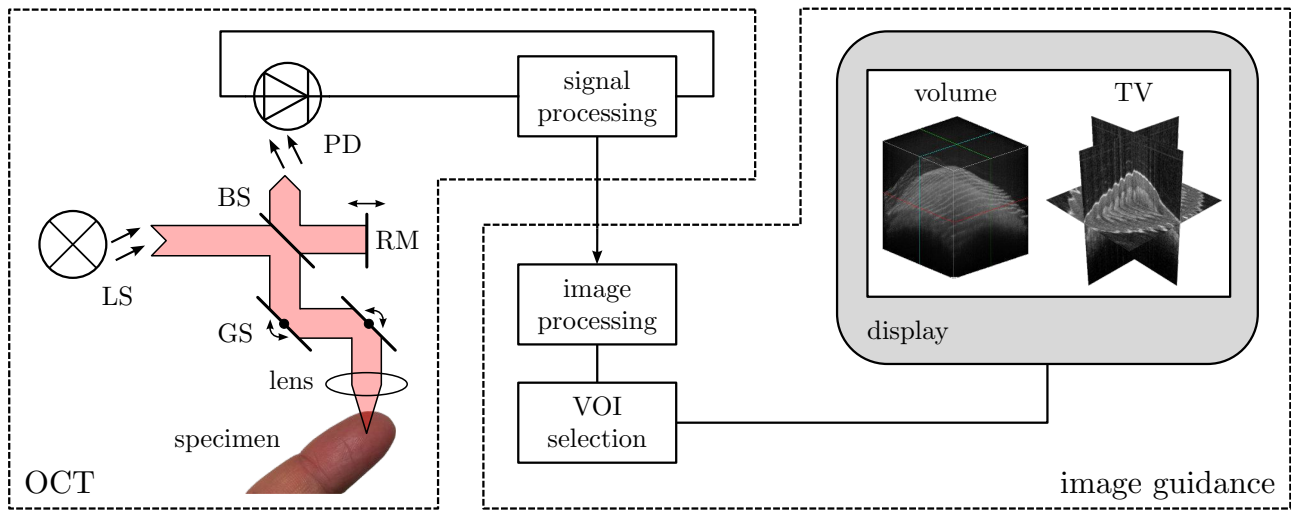 signal
processing
PD
BS
RM
LS
GS
lens
specimen
OCT
image
processing
VOI
selection
volume
TV
display
image guidance